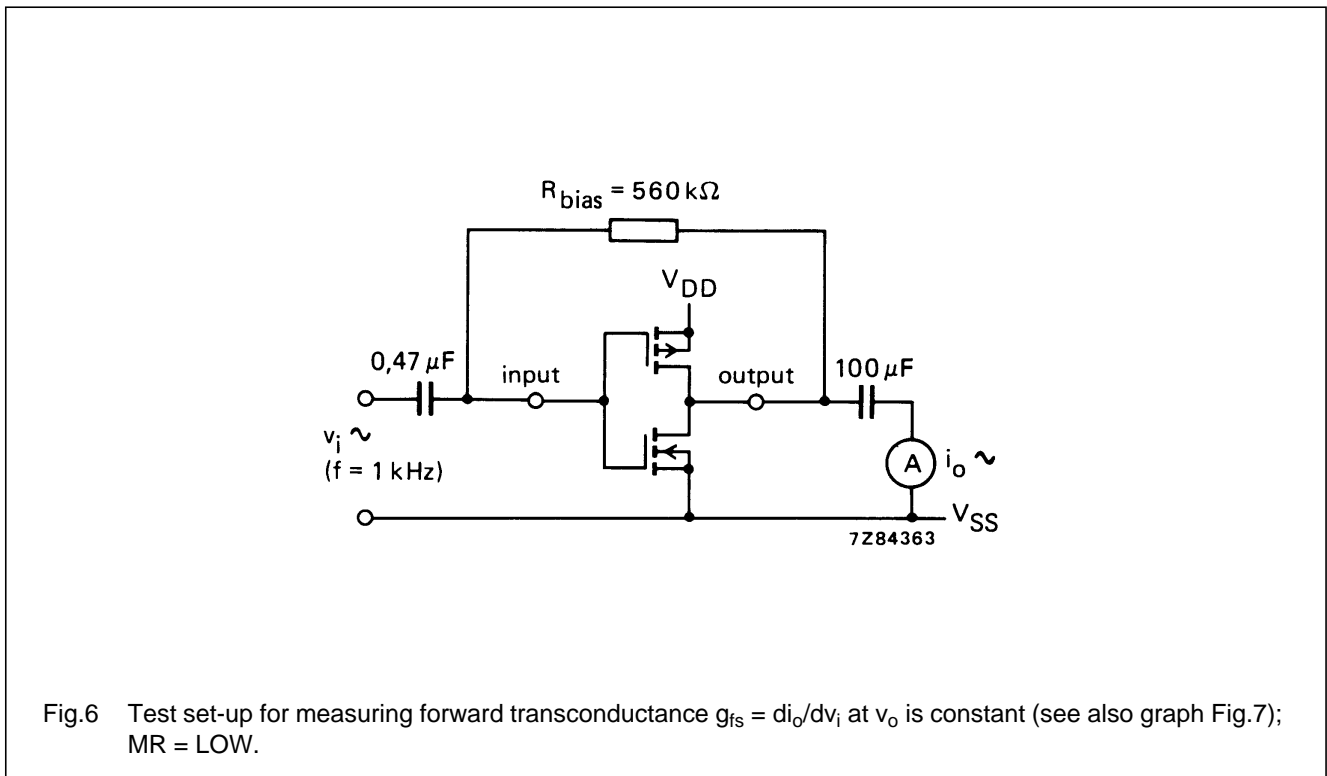 R_bias = 560 kΩ
V_DD
0,47 μF
input
output
100 μF
v_i ~
(f = 1 kHz)
A
i_o ~
V_SS
7Z84363
Fig.6 Test set-up for measuring forward transconductance g_fs = di_o/dv_i at v_o is constant (see also graph Fig.7);
MR = LOW.